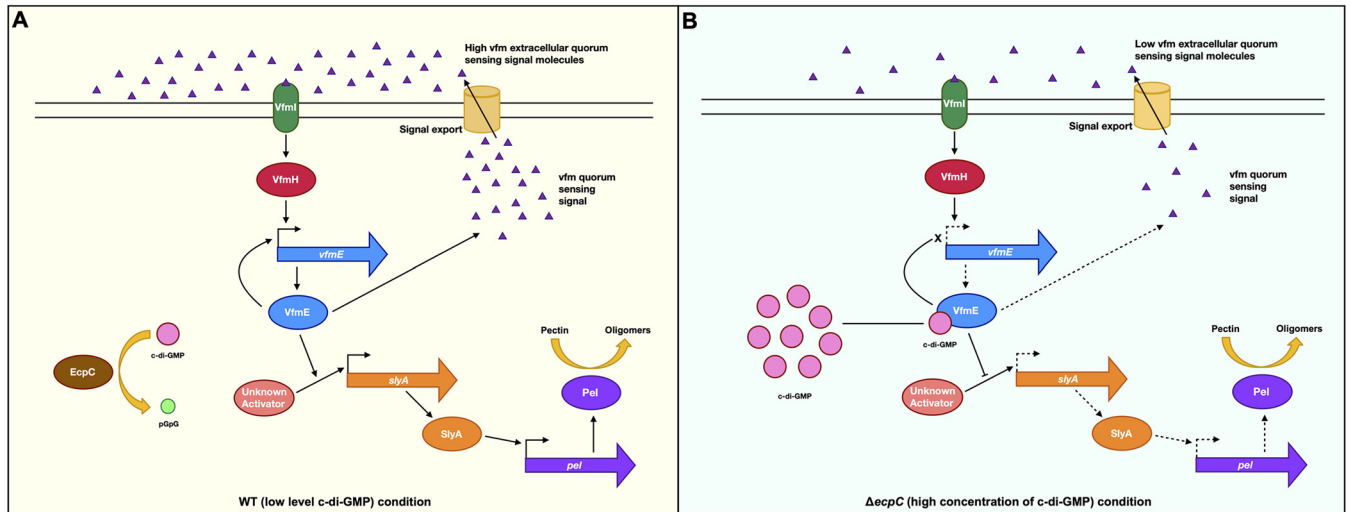 A
High vfm extracellular quorum
sensing signal molecules
VfmI
Signal export
VfmH
vfm quorum
sensing
signal
vfmE
VfmE
c-di-GMP
EcpC
pGpG
Unknown
Activator
slyA
SlyA
Pectin
Oligomers
Pel
pel
WT (low level c-di-GMP) condition
B
Low vfm extracellular quorum
sensing signal molecules
VfmI
Signal export
VfmH
vfm quorum
sensing
signal
X
vfmE
VfmE
c-di-GMP
c-di-GMP
Unknown
Activator
slyA
SlyA
Pectin
Oligomers
Pel
pel
ΔecpC (high concentration of c-di-GMP) condition